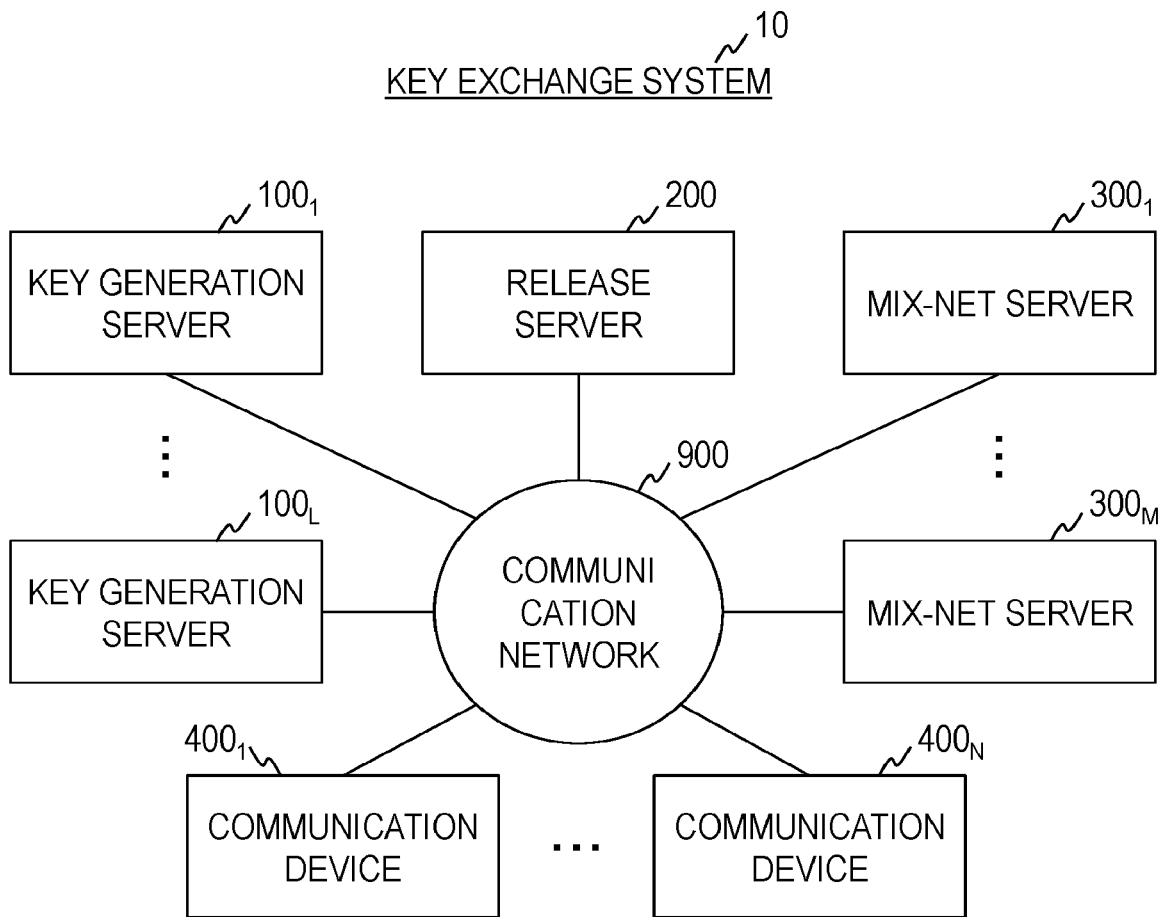 10
KEY EXCHANGE SYSTEM
100₁
200
300₁
KEY GENERATION
SERVER
RELEASE
SERVER
MIX-NET SERVER
900
100L
300M
KEY GENERATION
SERVER
COMMUNI
CATION
NETWORK
MIX-NET SERVER
400₁
400N
COMMUNICATION
DEVICE
...
COMMUNICATION
DEVICE